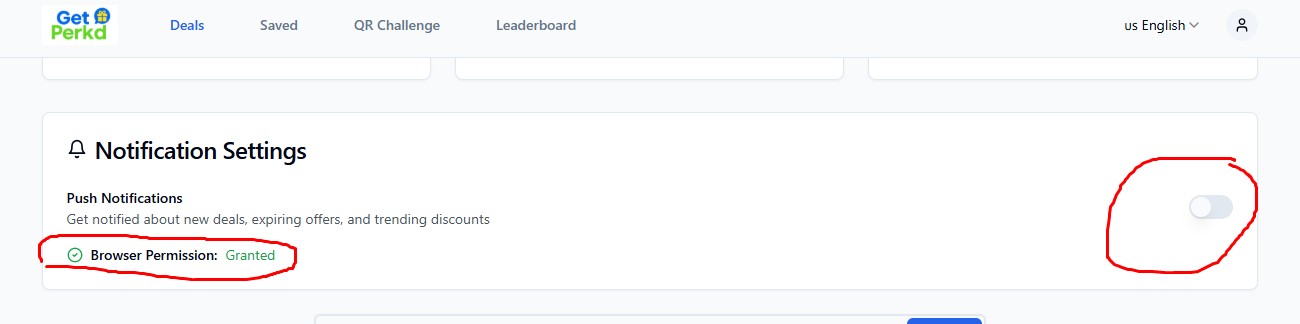 Get
Perkd
Deals
Saved
QR Challenge
Leaderboard
us English
Notification Settings
Push Notifications
Get notified about new deals, expiring offers, and trending discounts
Browser Permission: Granted